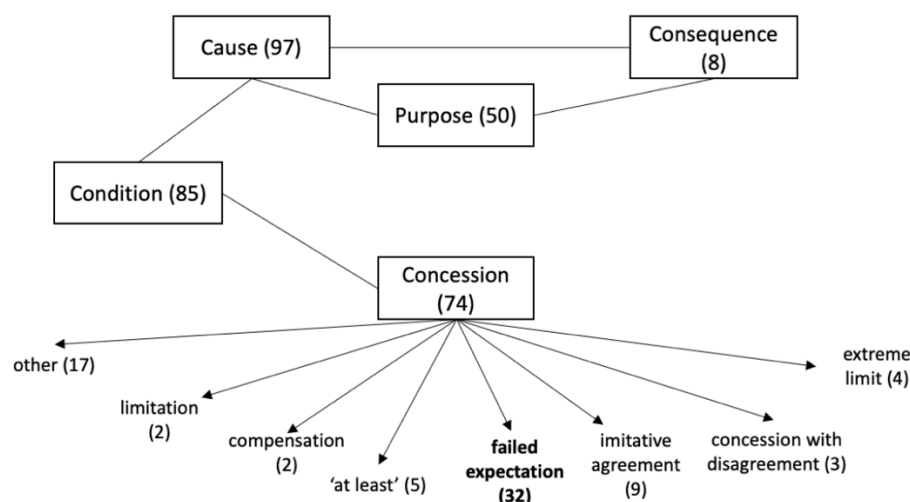 Cause (97)
Consequence
(8)
Purpose (50)
Condition (85)
Concession
(74)
other (17)
limitation
(2)
compensation
(2)
‘at least’ (5)
failed
expectation
(32)
imitative
agreement
(9)
concession with
disagreement (3)
extreme
limit (4)